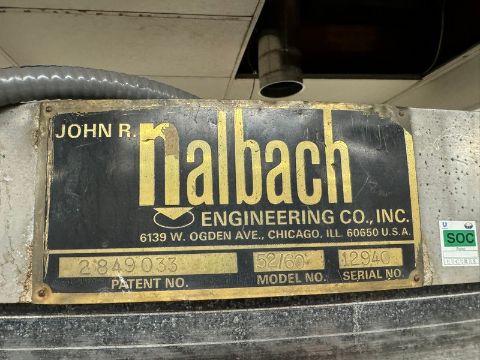 JOHN R. nalbach
ENGINEERING CO., INC.
6139 W. OGDEN AVE., CHICAGO, ILL. 60650 U.S.A.
2849033 52/60 12940
PATENT NO. MODEL NO. SERIAL NO.
SOC